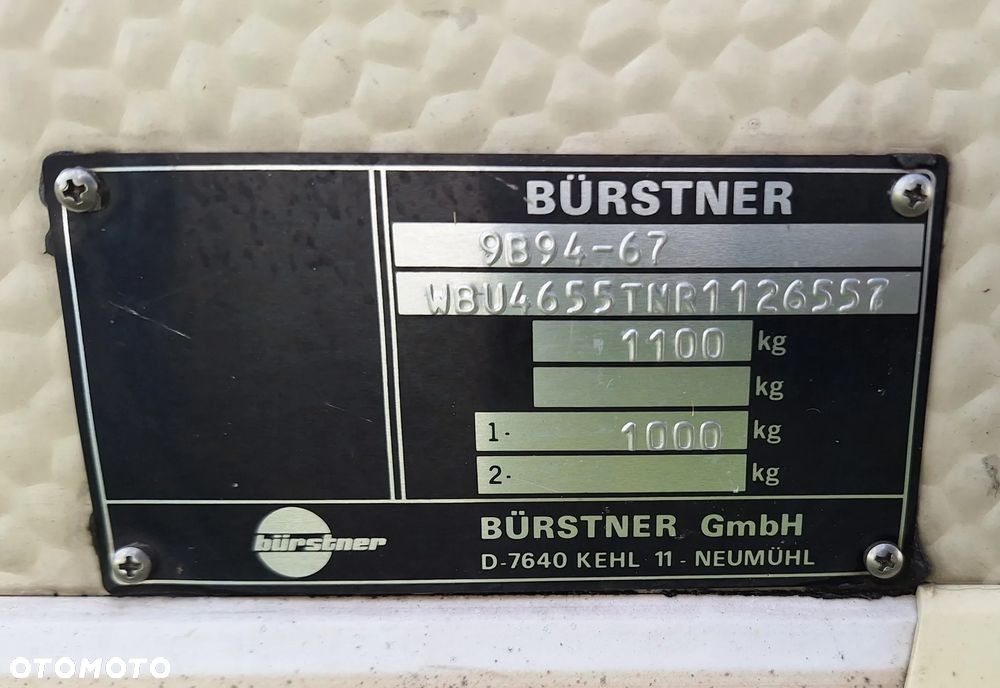 BÜRSTNER
9B94-67
WBU4655TNR1126557
1100 kg
kg
1- 1000 kg
2- kg
bürstner
BÜRSTNER GmbH
D-7640 KEHL 11 - NEUMÜHL
OTOMOTO